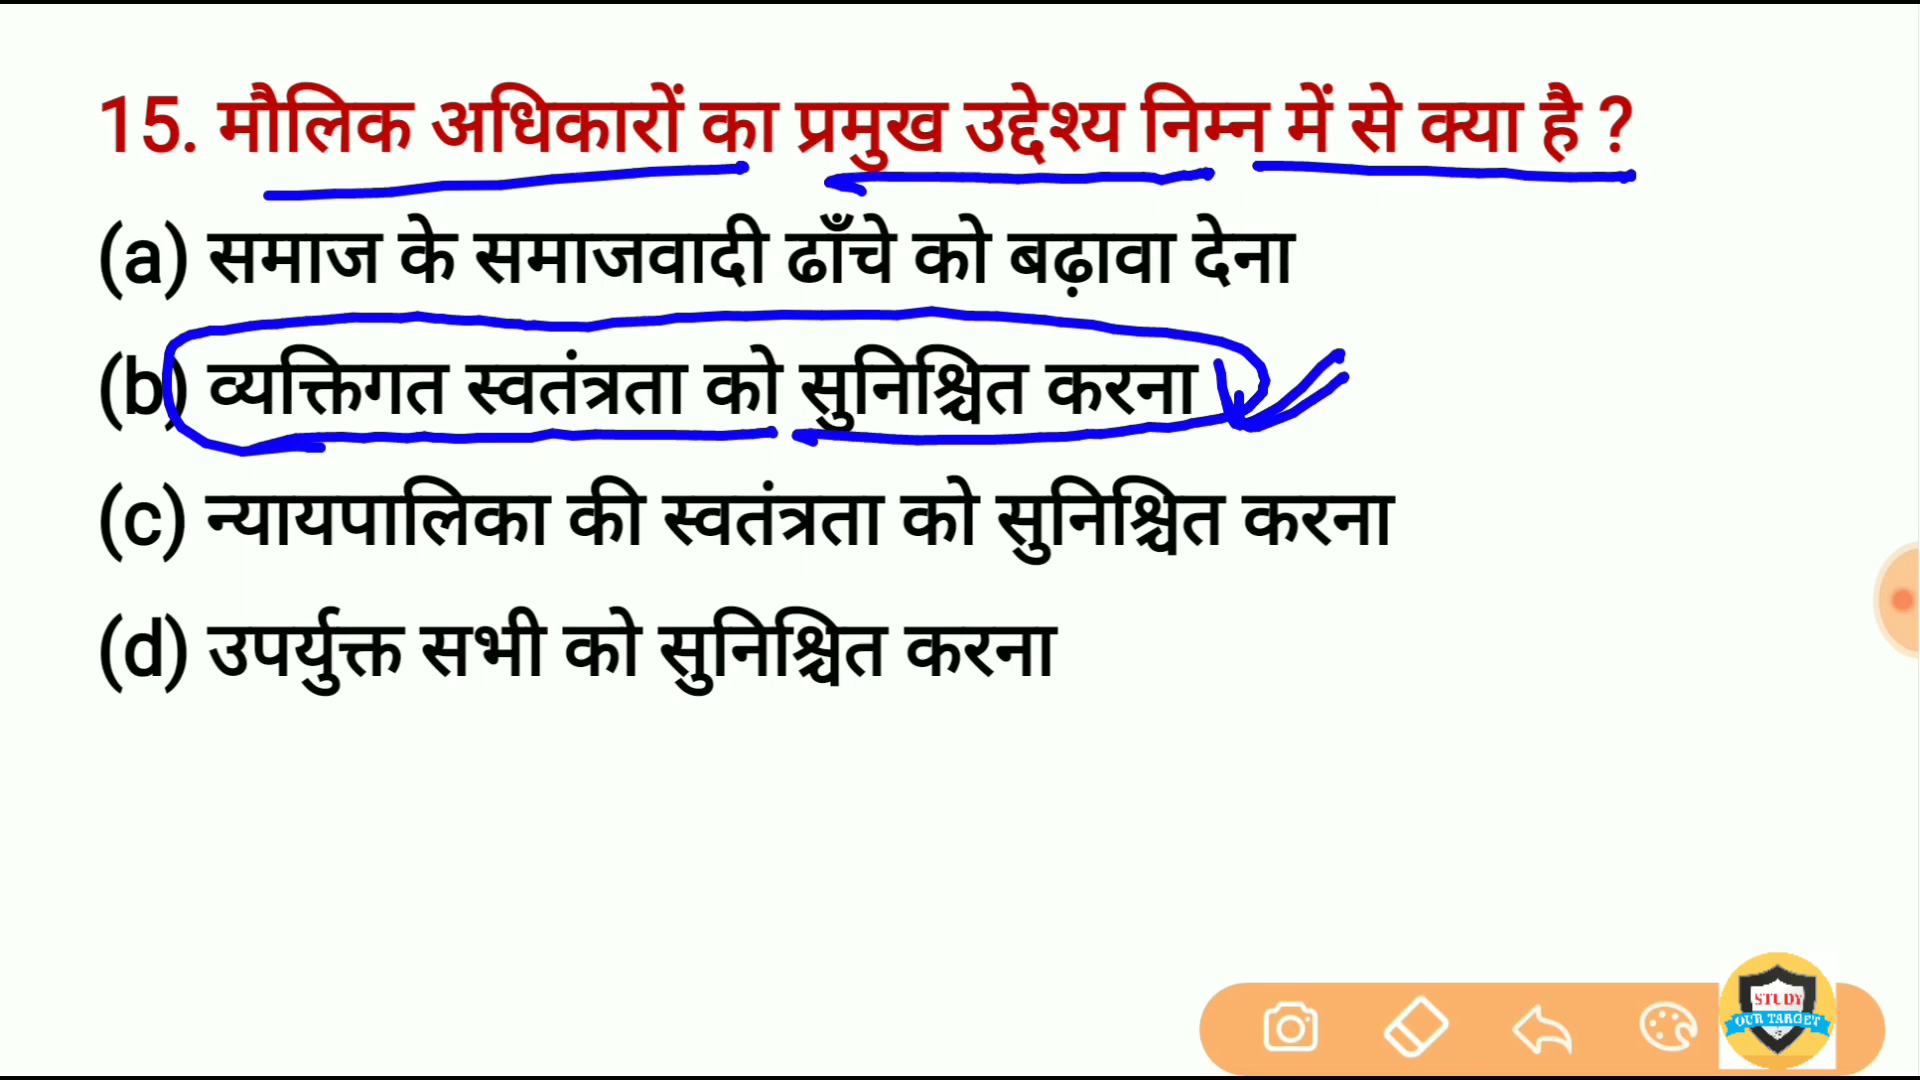 15. मौलिक अधिकारों का प्रमुख उद्देश्य निम्न में से क्या है ?
(a) समाज के समाजवादी ढाँचे को बढ़ावा देना
(b) व्यक्तिगत स्वतंत्रता को सुनिश्चित करना
(c) न्यायपालिका की स्वतंत्रता को सुनिश्चित करना
(d) उपर्युक्त सभी को सुनिश्चित करना
STUDY
OUR TARGET